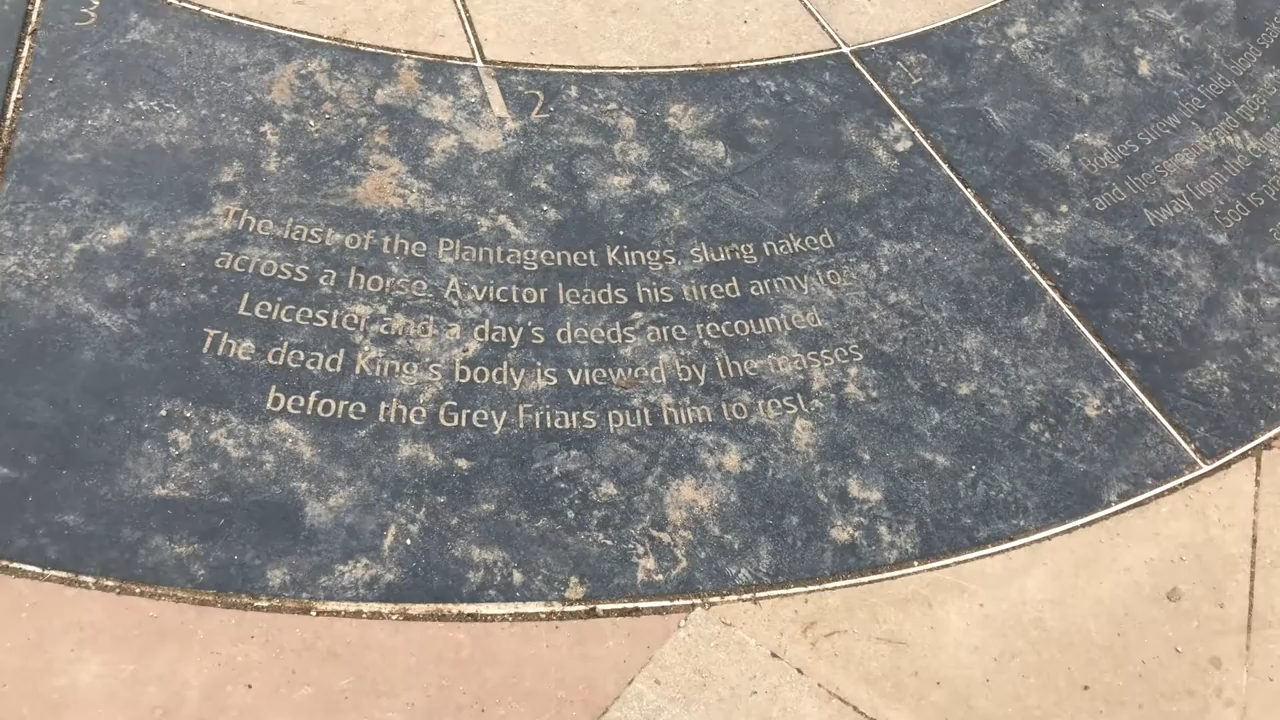 3
2
The last of the Plantagenet Kings, slung naked
across a horse. A victor leads his tired army to
Leicester and a day's deeds are recounted
The dead King's body is viewed by the masses
before the Grey Friars put him to rest.
1
Bodies strew the field, blood soaks
and the sergeants and
Away from the
God is